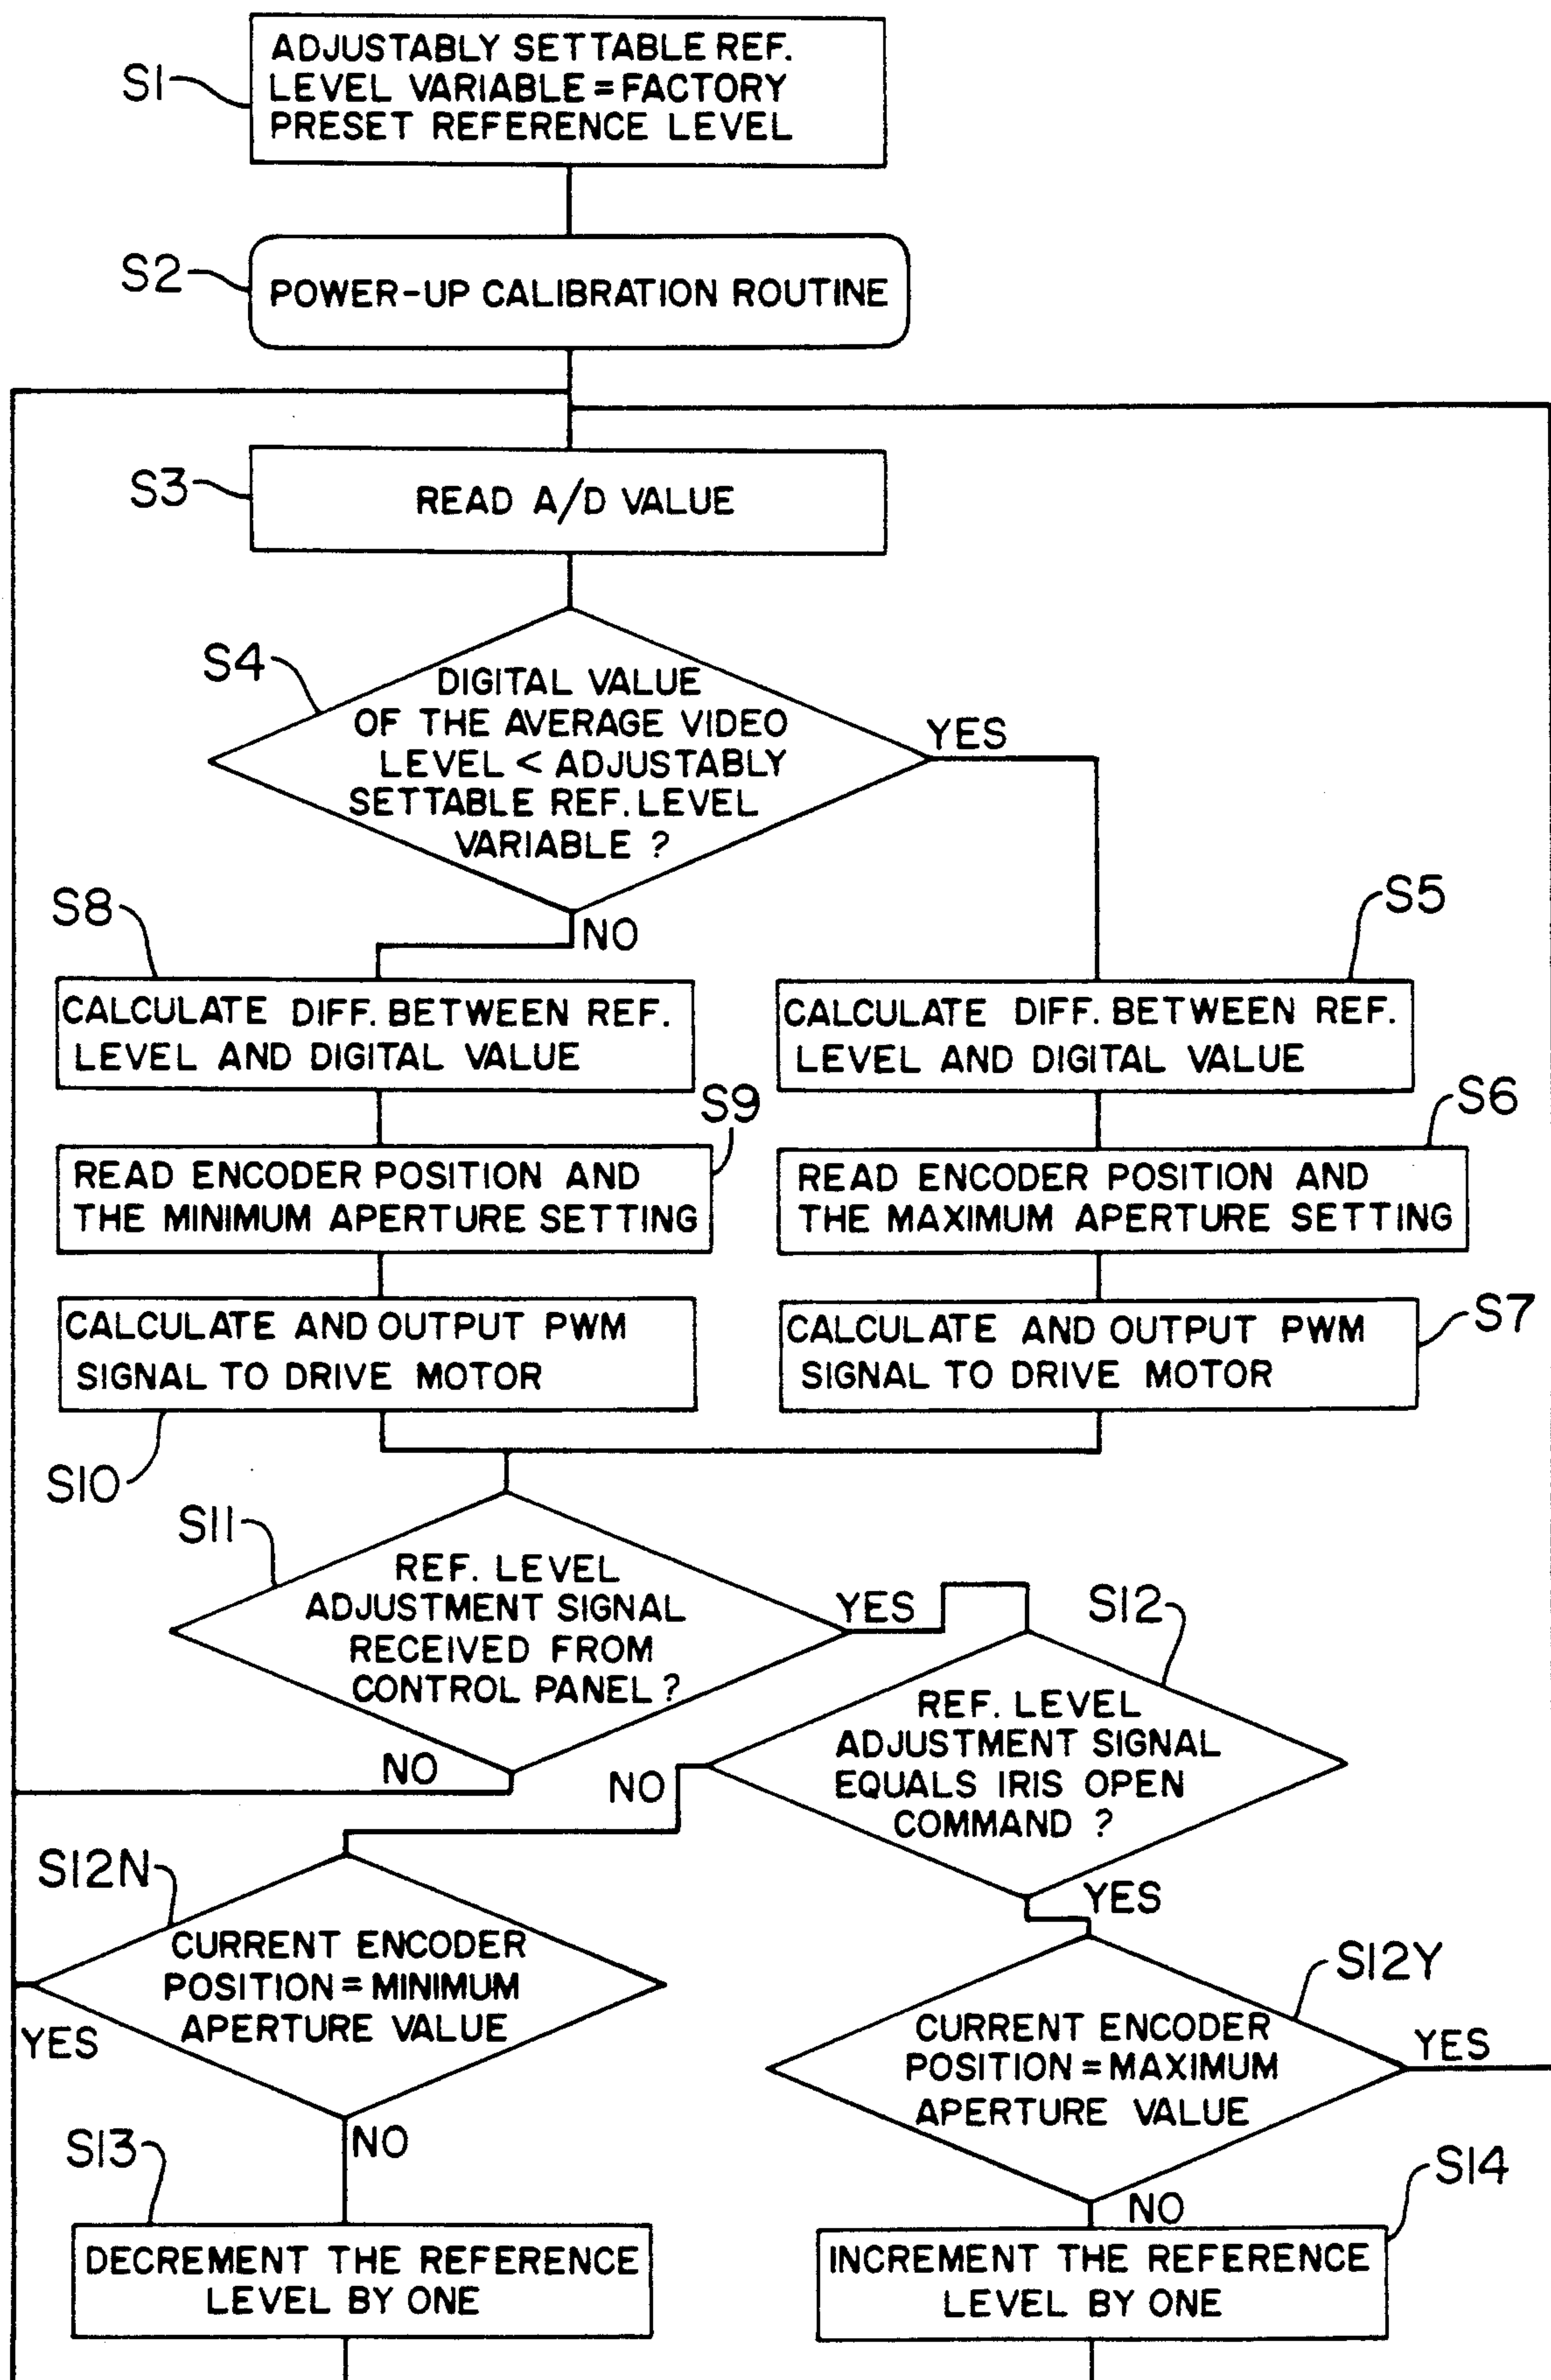 S1
ADJUSTABLY SETTABLE REF.
LEVEL VARIABLE = FACTORY
PRESET REFERENCE LEVEL
S2
POWER-UP CALIBRATION ROUTINE
S3
READ A/D VALUE
S4
DIGITAL VALUE
OF THE AVERAGE VIDEO
LEVEL < ADJUSTABLY
SETTABLE REF. LEVEL
VARIABLE ?
YES
NO
S8
CALCULATE DIFF. BETWEEN REF.
LEVEL AND DIGITAL VALUE
S5
CALCULATE DIFF. BETWEEN REF.
LEVEL AND DIGITAL VALUE
S9
READ ENCODER POSITION AND
THE MINIMUM APERTURE SETTING
S6
READ ENCODER POSITION AND
THE MAXIMUM APERTURE SETTING
CALCULATE AND OUTPUT PWM
SIGNAL TO DRIVE MOTOR
S10
S7
CALCULATE AND OUTPUT PWM
SIGNAL TO DRIVE MOTOR
S11
REF. LEVEL
ADJUSTMENT SIGNAL
RECEIVED FROM
CONTROL PANEL ?
YES
NO
S12
REF. LEVEL
ADJUSTMENT SIGNAL
EQUALS IRIS OPEN
COMMAND ?
NO
YES
S12N
CURRENT ENCODER
POSITION = MINIMUM
APERTURE VALUE
YES
NO
S12Y
CURRENT ENCODER
POSITION = MAXIMUM
APERTURE VALUE
YES
NO
S13
DECREMENT THE REFERENCE
LEVEL BY ONE
S14
INCREMENT THE REFERENCE
LEVEL BY ONE